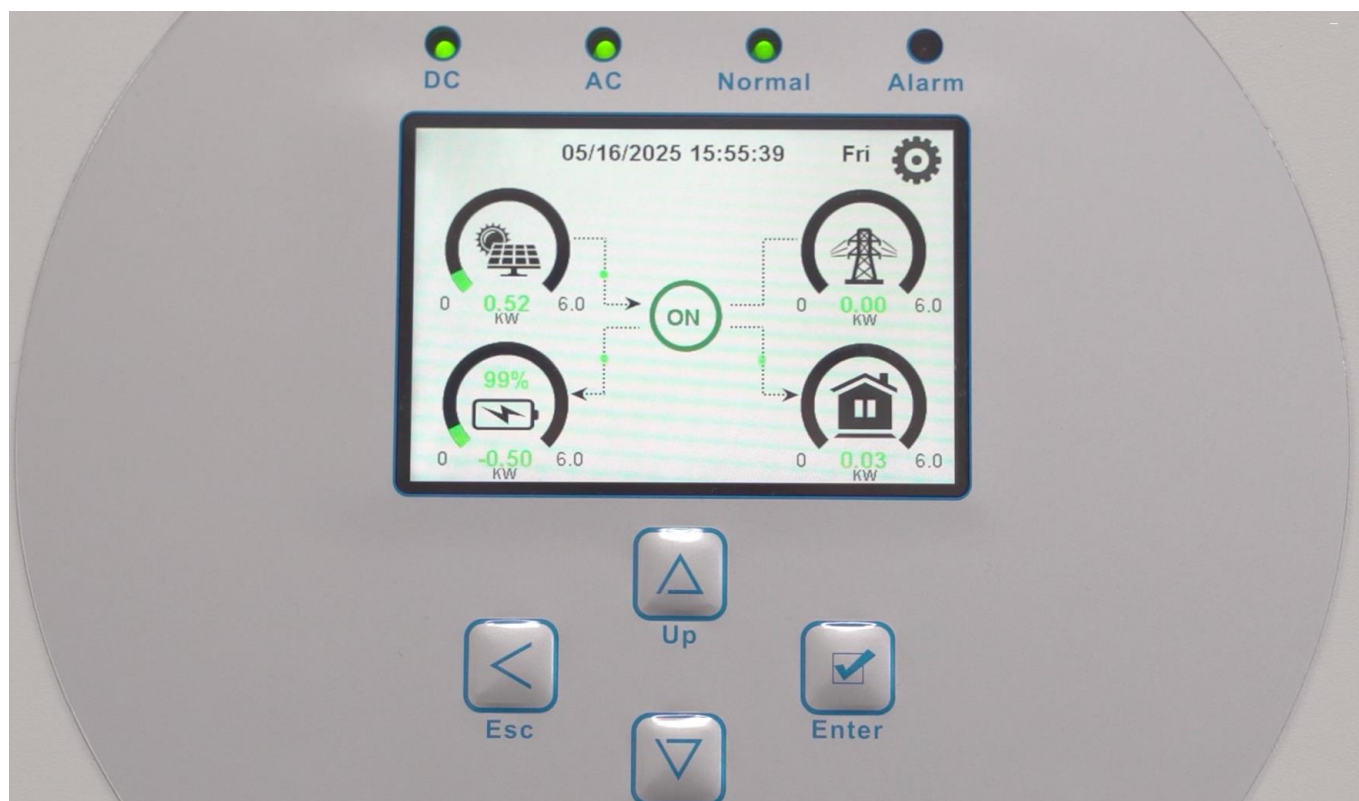 DC AC Normal Alarm
05/16/2025 15:55:39 Fri
0 0.52 6.0 0 0.00 6.0
KW KW
ON
99%
0 -0.50 6.0 0 0.03 6.0
KW KW
Up
Esc Enter